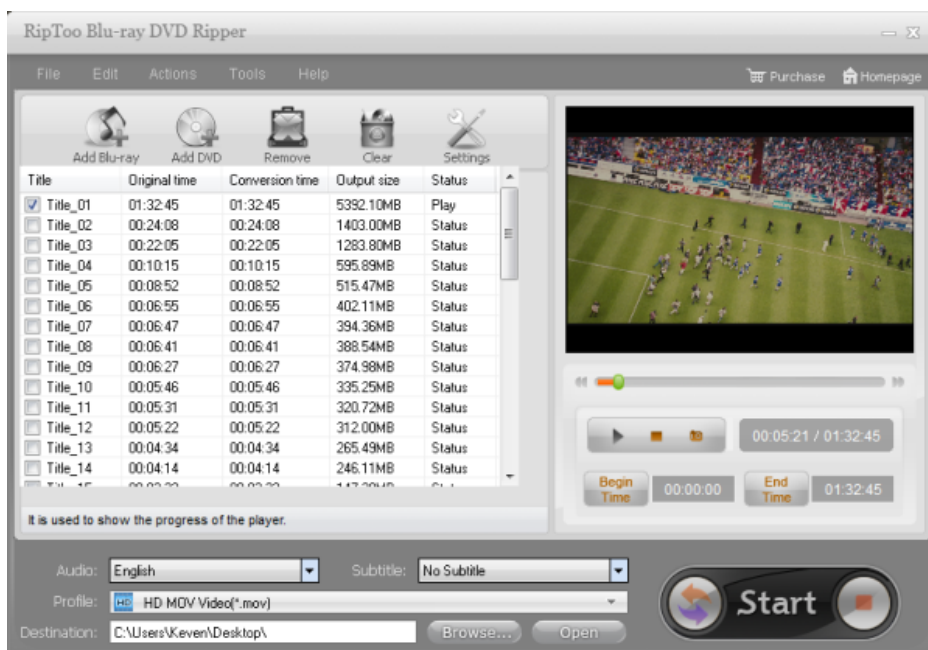 RipToo Blu-ray DVD Ripper
File Edit Actions Tools Help
Purchase Homepage
Add Blu-ray Add DVD Remove Clear Settings
Title Original time Conversion time Output size Status
Title_01 01:32:45 01:32:45 5392.10MB Play
Title_02 00:24:08 00:24:08 1403.00MB Status
Title_03 00:22:05 00:22:05 1283.80MB Status
Title_04 00:10:15 00:10:15 595.89MB Status
Title_05 00:08:52 00:08:52 515.47MB Status
Title_06 00:06:55 00:06:55 402.11MB Status
Title_07 00:06:47 00:06:47 394.36MB Status
Title_08 00:06:41 00:06:41 388.54MB Status
Title_09 00:06:27 00:06:27 374.98MB Status
Title_10 00:05:46 00:05:46 335.25MB Status
Title_11 00:05:31 00:05:31 320.72MB Status
Title_12 00:05:22 00:05:22 312.00MB Status
Title_13 00:04:34 00:04:34 265.49MB Status
Title_14 00:04:14 00:04:14 246.11MB Status
It is used to show the progress of the player.
00:05:21 / 01:32:45
Begin Time 00:00:00 End Time 01:32:45
Audio: English Subtitle: No Subtitle
Profile: HD HD MOV Video(*.mov)
Destination: C:\Users\Keven\Desktop\ Browse... Open
Start